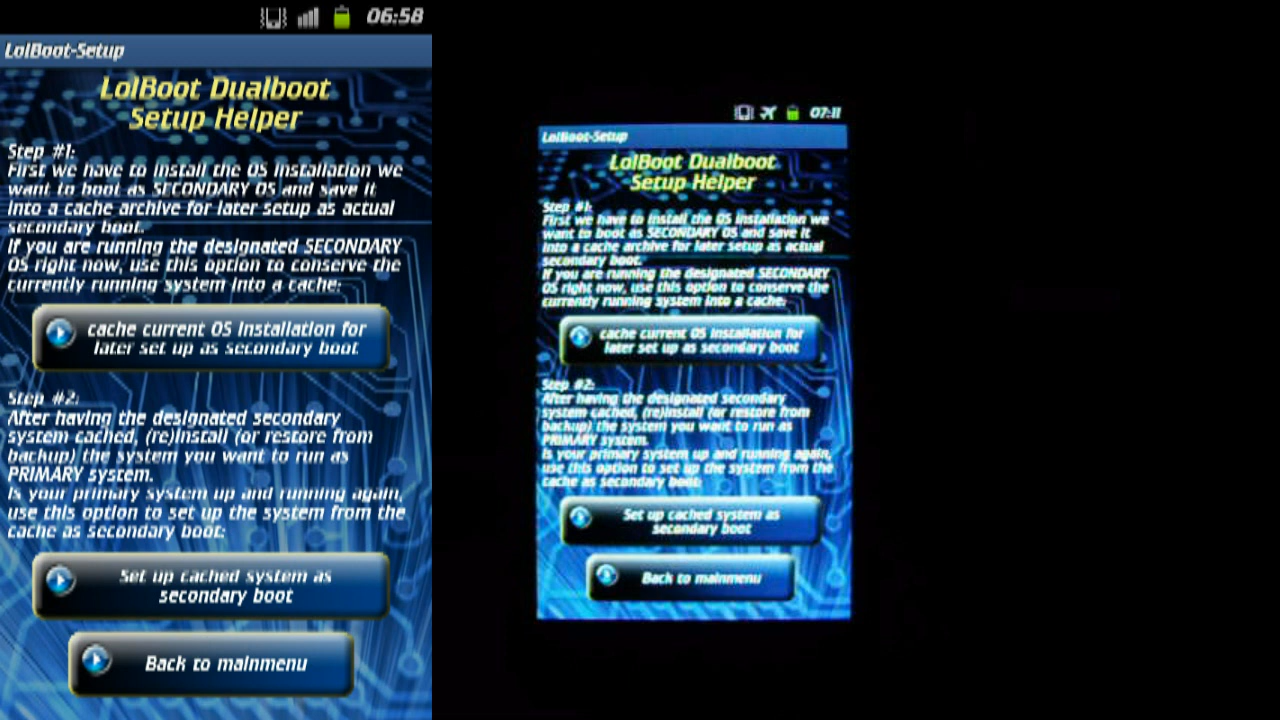 06:58
LolBoot-Setup
LolBoot Dualboot
Setup Helper
Step #1:
First we have to install the OS installation we
want to boot as SECONDARY OS and save it
into a cache archive for later setup as actual
secondary boot.
If you are running the designated SECONDARY
OS right now, use this option to conserve the
currently running system into a cache:
cache current OS installation for
later set up as secondary boot
Step #2:
After having the designated secondary
system cached, (re)install (or restore from
backup) the system you want to run as
PRIMARY system.
Is your primary system up and running again,
use this option to set up the system from the
cache as secondary boot:
Set up cached system as
secondary boot
Back to mainmenu
07:11
LolBoot-Setup
LolBoot Dualboot
Setup Helper
Step #1:
First we have to install the OS installation we
want to boot as SECONDARY OS and save it
into a cache archive for later setup as actual
secondary boot.
If you are running the designated SECONDARY
OS right now, use this option to conserve the
currently running system into a cache:
cache current OS installation for
later set up as secondary boot
Step #2:
After having the designated secondary
system cached, (re)install (or restore from
backup) the system you want to run as
PRIMARY system.
Is your primary system up and running again,
use this option to set up the system from the
cache as secondary boot:
Set up cached system as
secondary boot
Back to mainmenu